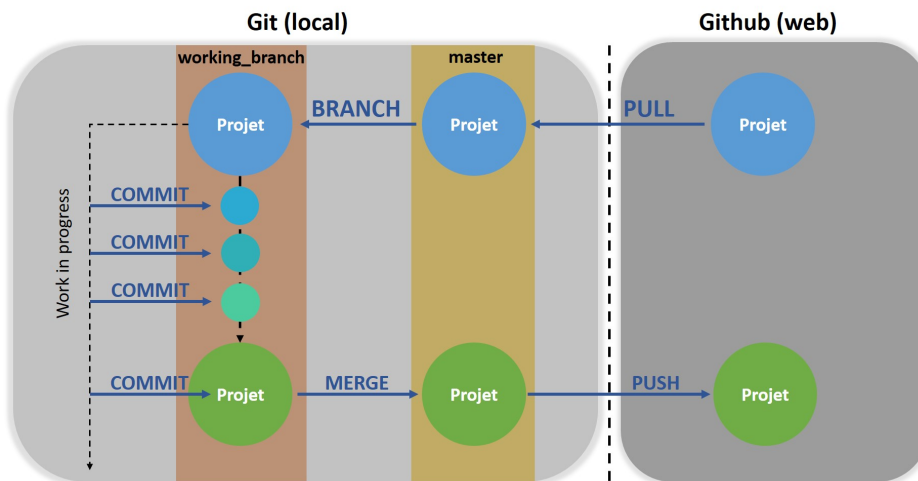 Git (local)
Github (web)
working_branch
master
Projet
BRANCH
Projet
PULL
Projet
Work in progress
COMMIT
COMMIT
COMMIT
COMMIT
Projet
MERGE
Projet
PUSH
Projet